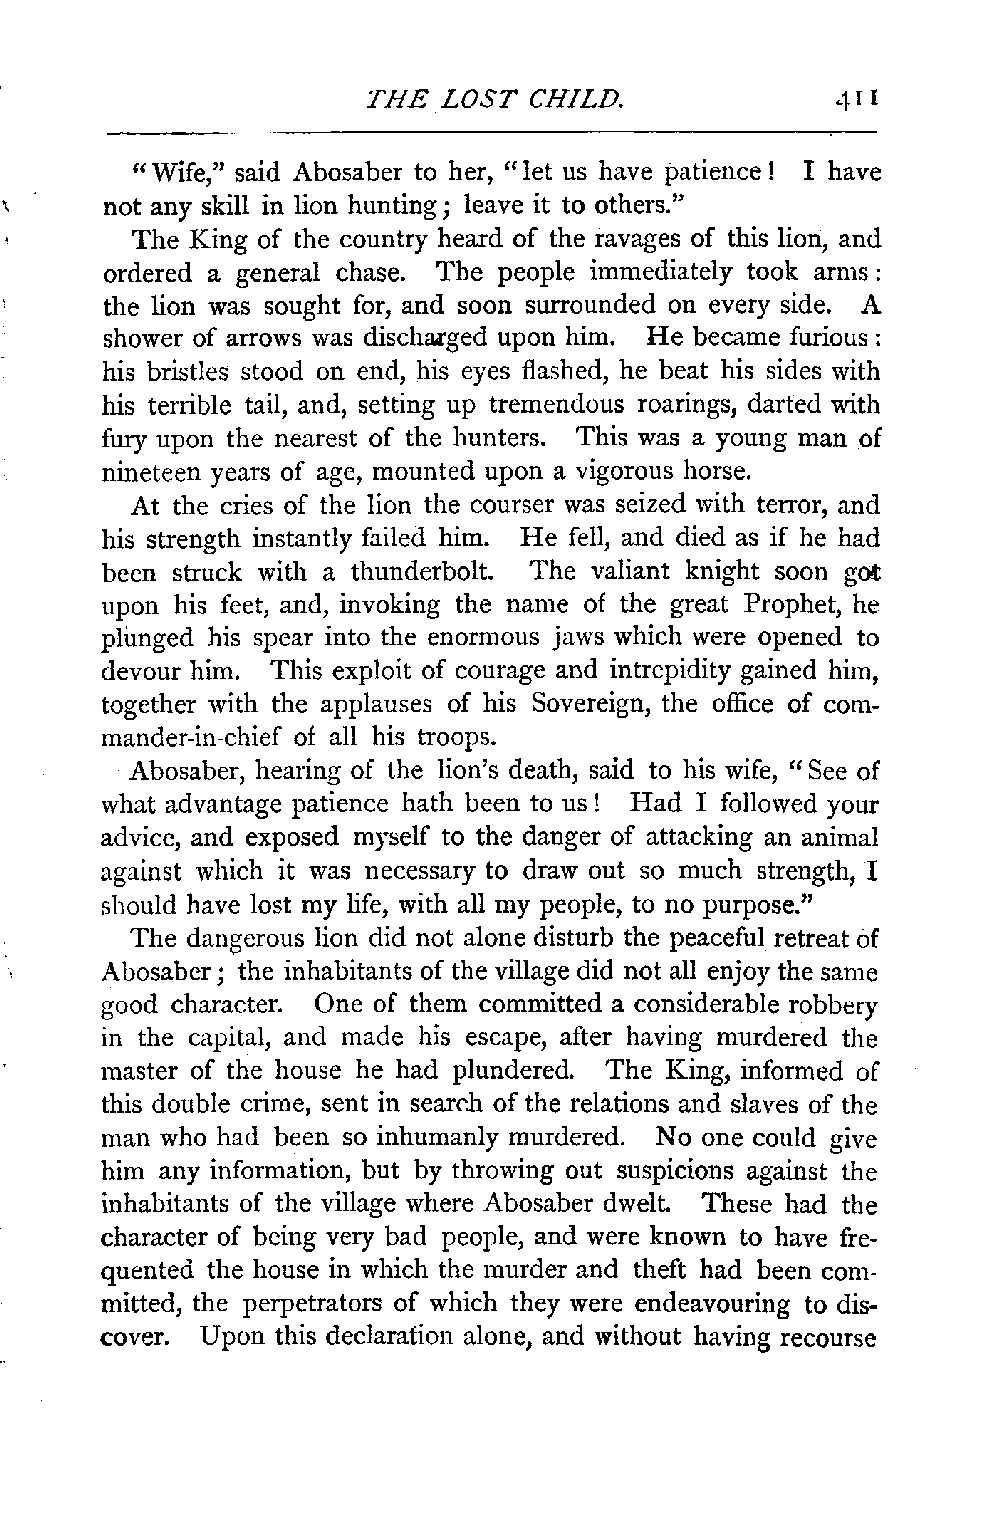 THE LOST CHILD. 411
“Wife,” said Abosaber to her, “let us have patience! I have
not any skill in lion hunting; leave it to others.”
The King of the country heard of the ravages of this lion, and
ordered a general chase. The people immediately took arms:
the lion was sought for, and soon surrounded on every side. A
shower of arrows was discharged upon him. He became furious:
his bristles stood on end, his eyes flashed, he beat his sides with
his terrible tail, and, setting up tremendous roarings, darted with
fury upon the nearest of the hunters. This was a young man of
nineteen years of age, mounted upon a vigorous horse.
At the cries of the lion the courser was seized with terror, and
his strength instantly failed him. He fell, and died as if he had
been struck with a thunderbolt. The valiant knight soon got
upon his feet, and, invoking the name of the great Prophet, he
plunged his spear into the enormous jaws which were opened to
devour him. This exploit of courage and intrepidity gained him,
together with the applauses of his Sovereign, the office of com-
mander-in-chief of all his troops.
Abosaber, hearing of the lion's death, said to his wife, “See of
what advantage patience hath been to us! Had I followed your
advice, and exposed myself to the danger of attacking an animal
against which it was necessary to draw out so much strength, I
should have lost my life, with all my people, to no purpose.”
The dangerous lion did not alone disturb the peaceful retreat of
Abosaber; the inhabitants of the village did not all enjoy the same
good character. One of them committed a considerable robbery
in the capital, and made his escape, after having murdered the
master of the house he had plundered. The King, informed of
this double crime, sent in search of the relations and slaves of the
man who had been so inhumanly murdered. No one could give
him any information, but by throwing out suspicions against the
inhabitants of the village where Abosaber dwelt. These had the
character of being very bad people, and were known to have fre-
quented the house in which the murder and theft had been com-
mitted, the perpetrators of which they were endeavouring to dis-
cover. Upon this declaration alone, and without having recourse